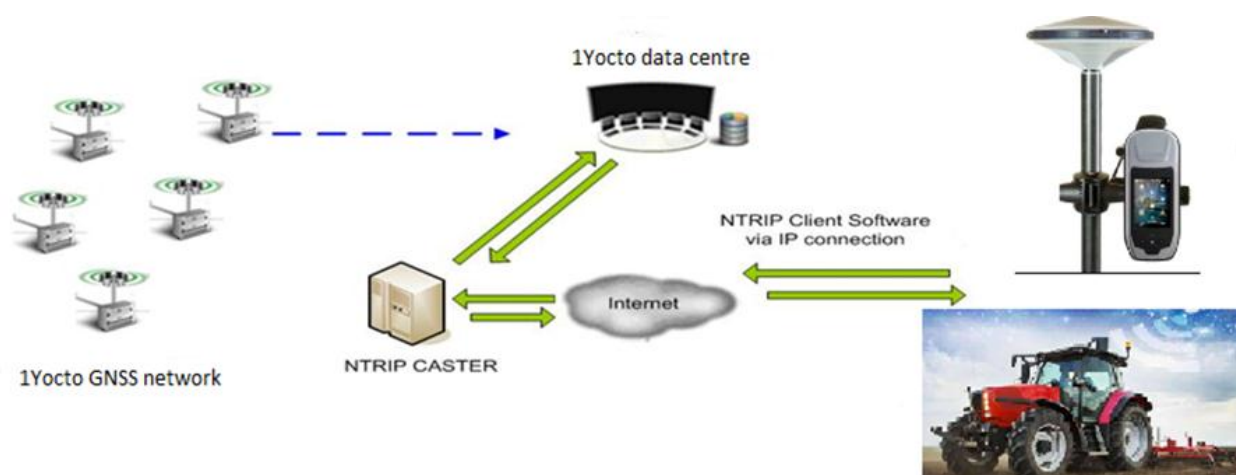 1Yocto data centre
NTRIP Client Software
via IP connection
Internet
NTRIP CASTER
1Yocto GNSS network